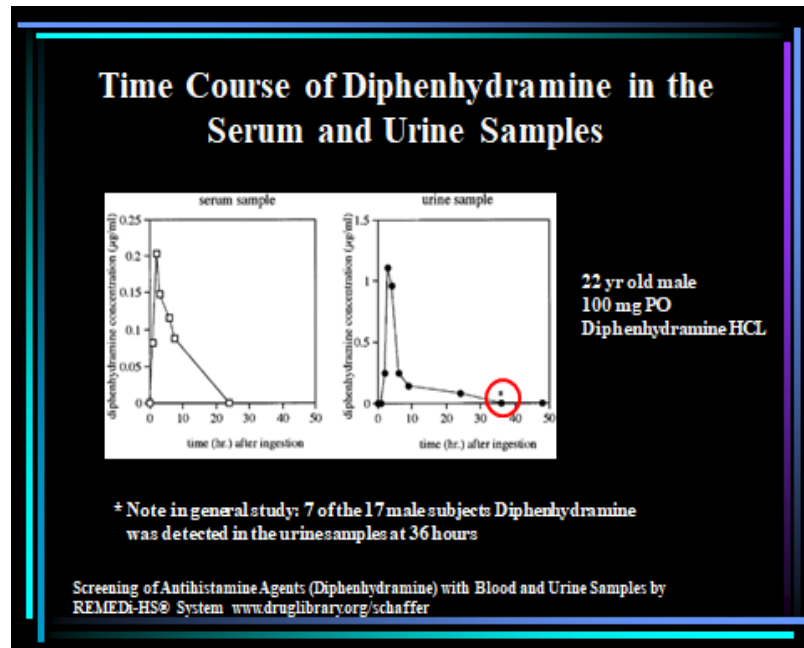 Time Course of Diphenhydramine in the
Serum and Urine Samples
serum sample
urine sample
diphenhydramine concentration (µg/ml)
0.25
0.2
0.15
0.1
0.05
0
0 10 20 30 40 50
time (hr.) after ingestion
diphenhydramine concentration (µg/ml)
1.5
1
0.5
0
*
0 10 20 30 40 50
time (hr.) after ingestion
22 yr old male
100 mg PO
Diphenhydramine HCL
* Note in general study: 7 of the 17 male subjects Diphenhydramine
was detected in the urine samples at 36 hours
Screening of Antihistamine Agents (Diphenhydramine) with Blood and Urine Samples by
REMEDi-HS® System www.druglibrary.org/schaffer